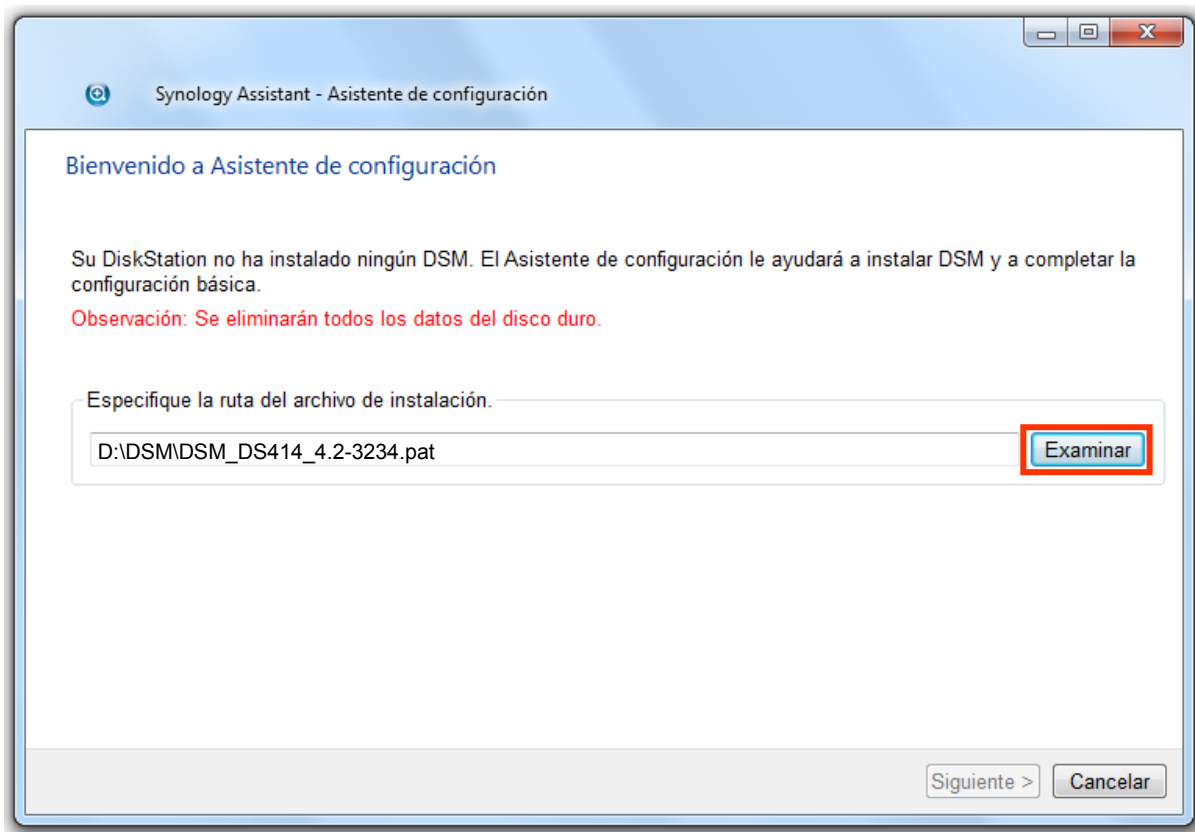 Synology Assistant - Asistente de configuración
Bienvenido a Asistente de configuración
Su DiskStation no ha instalado ningún DSM. El Asistente de configuración le ayudará a instalar DSM y a completar la
configuración básica.
Observación: Se eliminarán todos los datos del disco duro.
Especifique la ruta del archivo de instalación.
D:\DSM\DSM_DS414_4.2-3234.pat Examinar
Siguiente > Cancelar